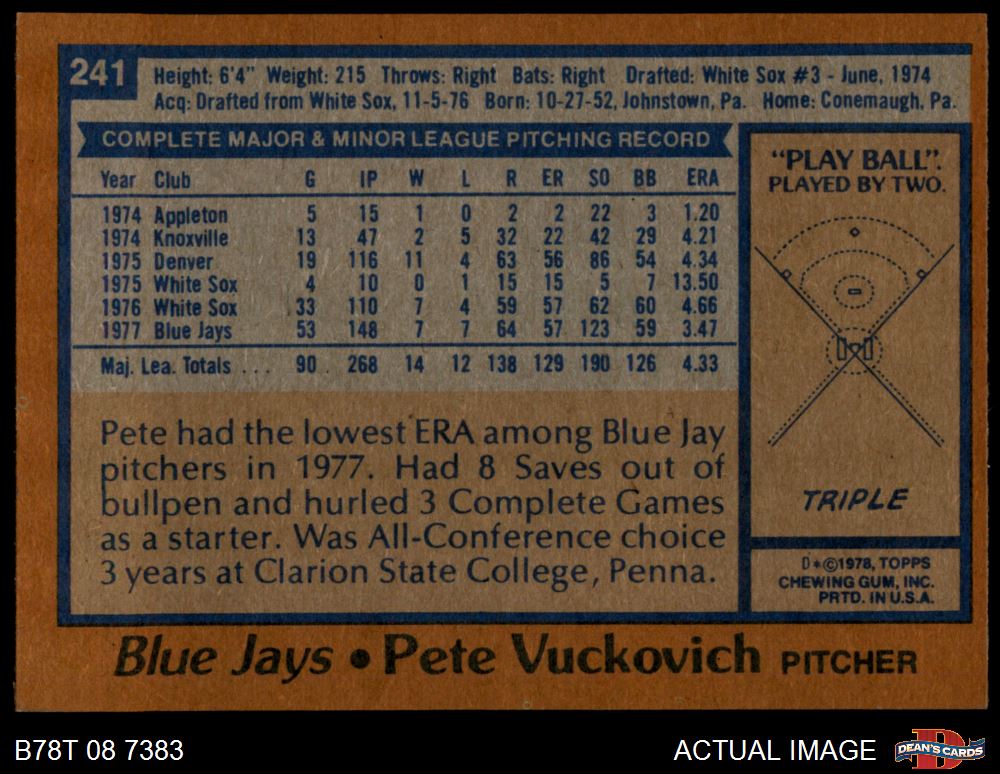 241
Height: 6'4" Weight: 215 Throws: Right Bats: Right Drafted: White Sox #3 - June, 1974
Acq: Drafted from White Sox, 11-5-76 Born: 10-27-52, Johnstown, Pa. Home: Conemaugh, Pa.
COMPLETE MAJOR & MINOR LEAGUE PITCHING RECORD
Year Club G IP W L R ER SO BB ERA
1974 Appleton 5 15 1 0 2 2 22 3 1.20
1974 Knoxville 13 47 2 5 32 22 42 29 4.21
1975 Denver 19 116 11 4 63 56 86 54 4.34
1975 White Sox 4 10 0 1 15 15 5 7 13.50
1976 White Sox 33 110 7 4 59 57 62 60 4.66
1977 Blue Jays 53 148 7 7 64 57 123 59 3.47
Maj. Lea. Totals ... 90 268 14 12 138 129 190 126 4.33
Pete had the lowest ERA among Blue Jay
pitchers in 1977. Had 8 Saves out of
bullpen and hurled 3 Complete Games
as a starter. Was All-Conference choice
3 years at Clarion State College, Penna.
"PLAY BALL".
PLAYED BY TWO.
TRIPLE
D*©1978, TOPPS
CHEWING GUM, INC.
PRTD. IN U.S.A.
Blue Jays • Pete Vuckovich PITCHER
B78T 08 7383
ACTUAL IMAGE
D
DEAN'S CARDS